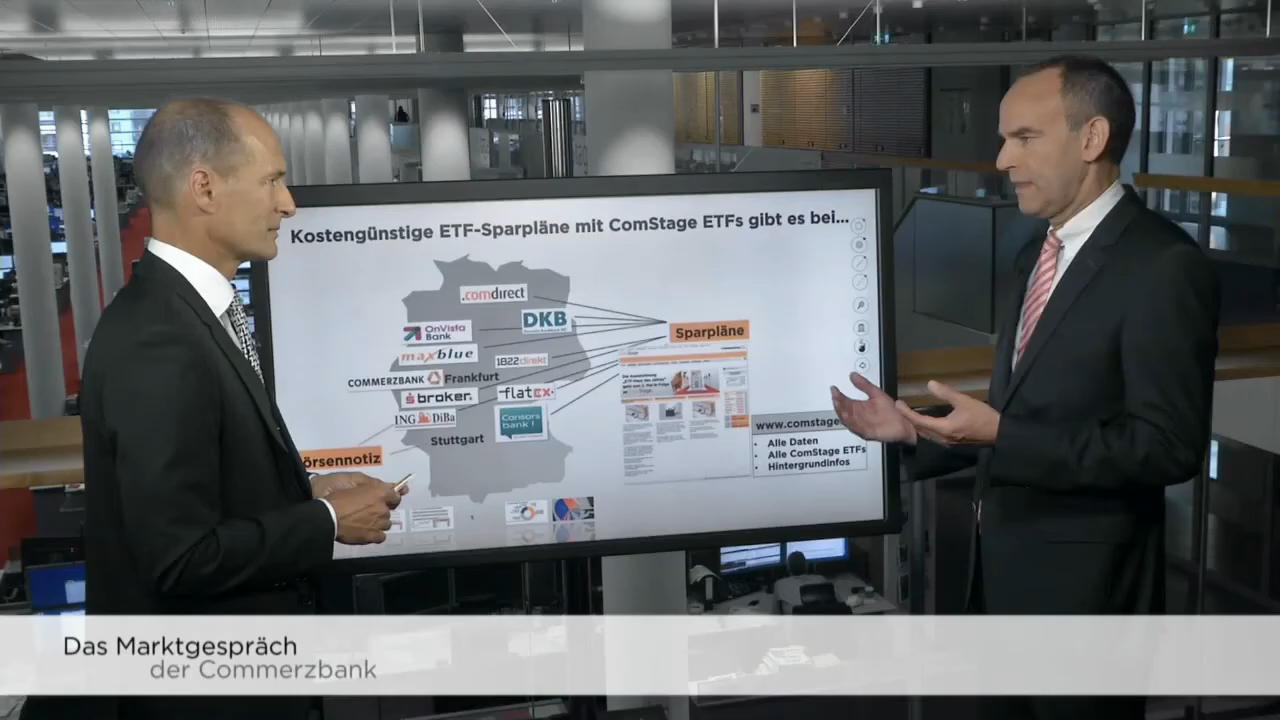 Kostengünstige ETF-Sparpläne mit ComStage ETFs gibt es bei...
.comdirect
DKB
OnVista
Bank
maxblue
1822direkt
COMMERZBANK Frankfurt
S broker.
flatex
ING DiBa
Consors
bank!
Stuttgart
Sparpläne
örsennotiz
www.comstage
• Alle Daten
• Alle ComStage ETFs
• Hintergrundinfos
Das Marktgespräch
der Commerzbank